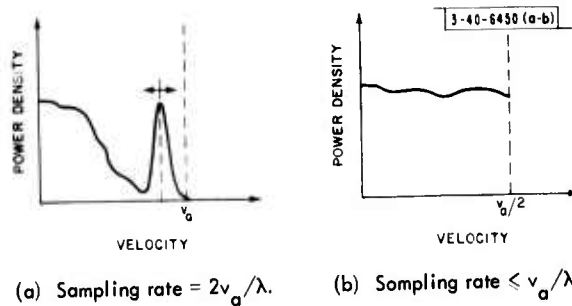 3-40-6450 (a-b)
POWER DENSITY
v_a
VELOCITY
(a) Sampling rate = 2v_a/λ.
POWER DENSITY
v_a/2
VELOCITY
(b) Sompling rate ≤ v_a/λ